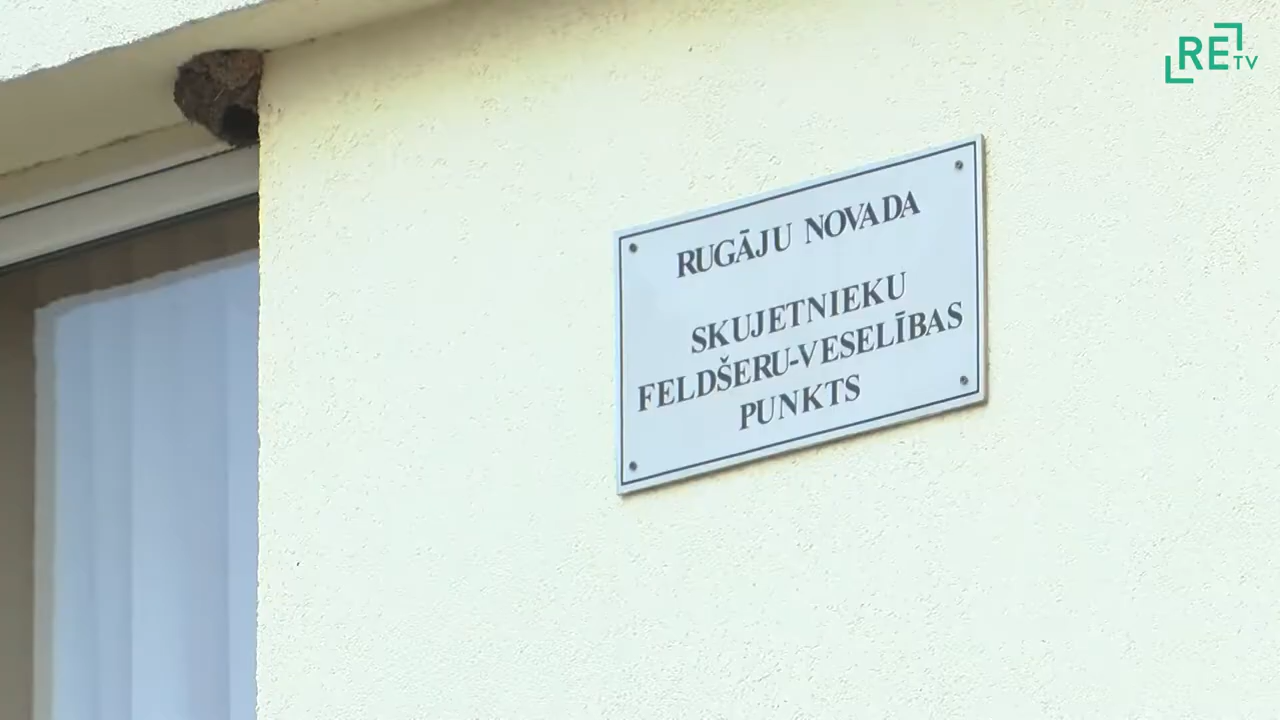 RE TV
RUGĀJU NOVADA
SKUJETNIEKU
FELDŠERU-VESELĪBAS
PUNKTS